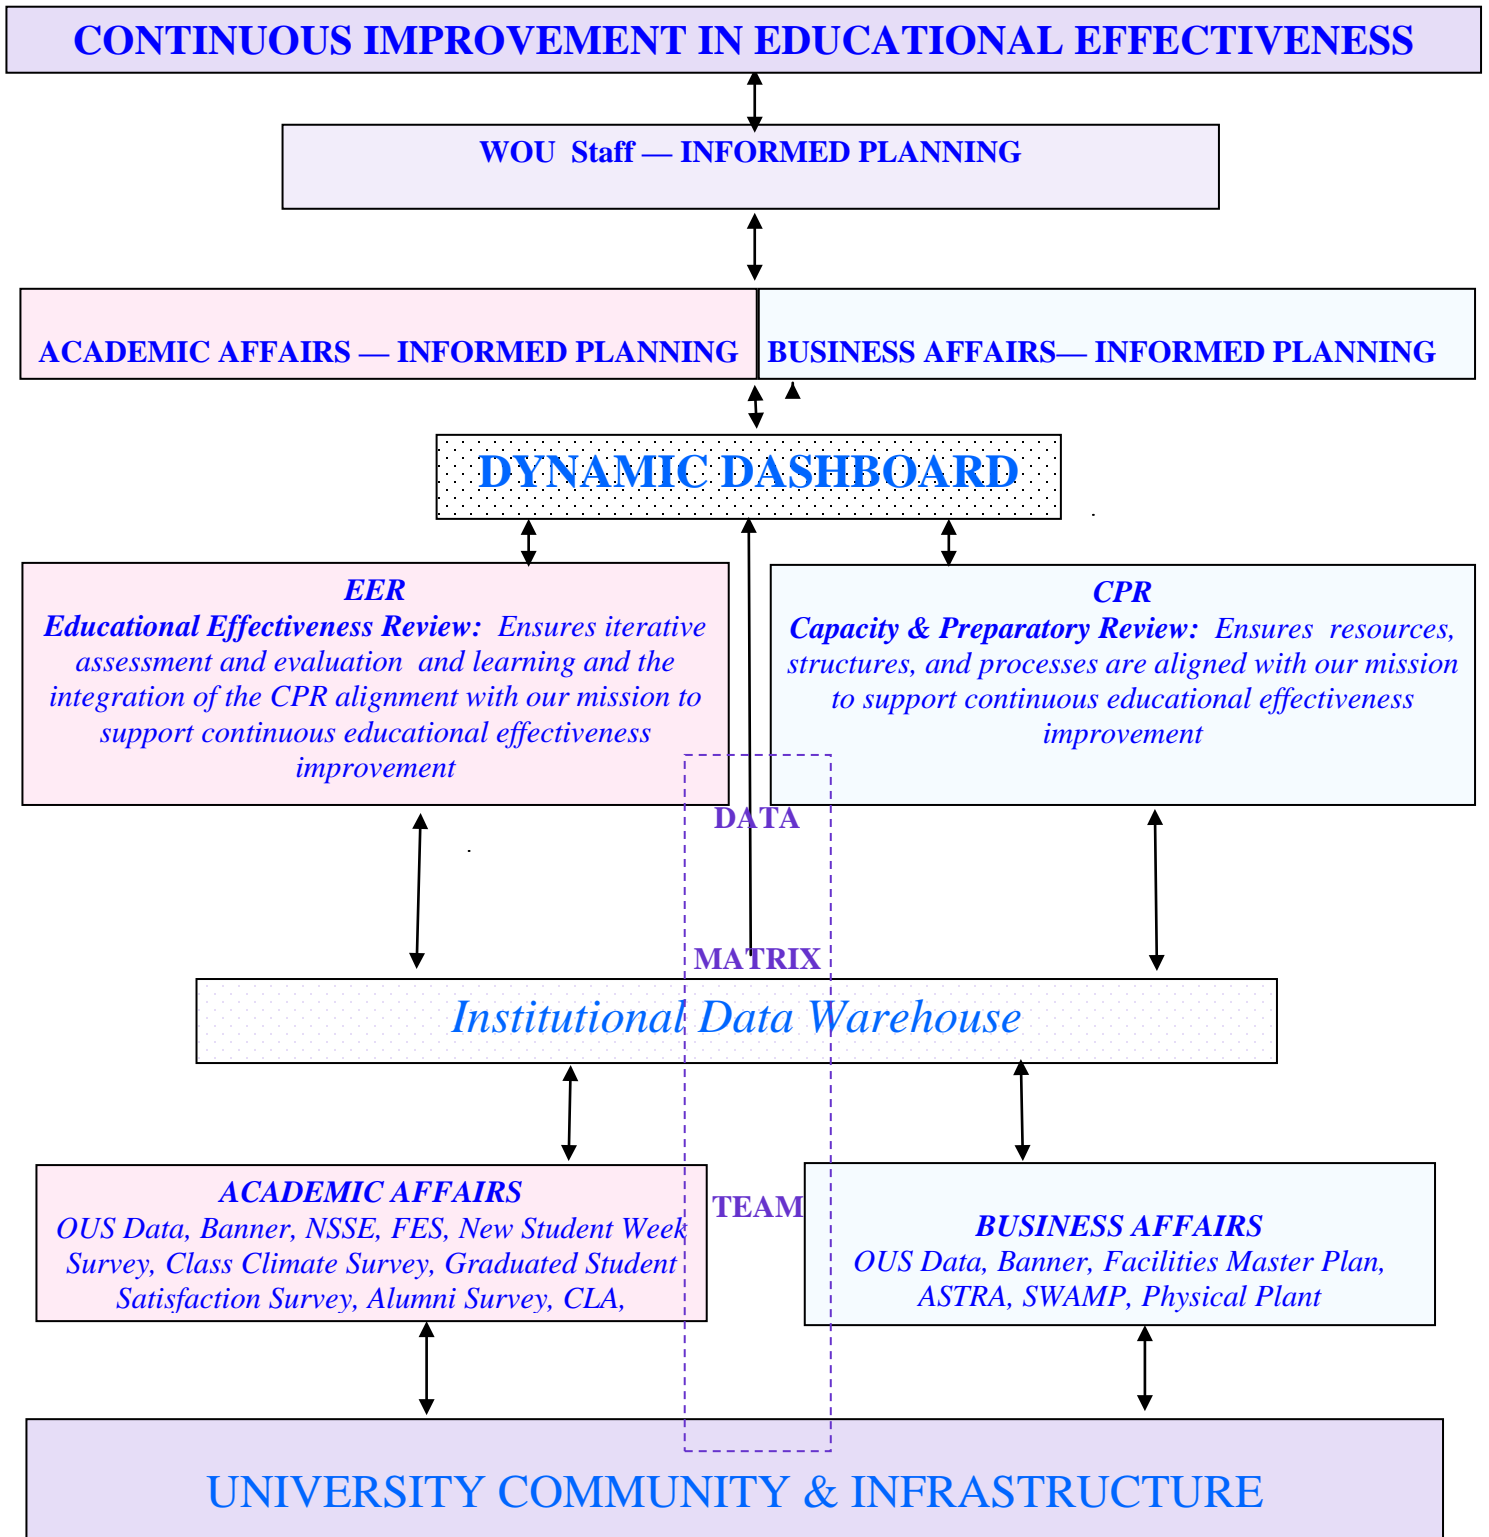 CONTINUOUS IMPROVEMENT IN EDUCATIONAL EFFECTIVENESS
WOU Staff — INFORMED PLANNING
ACADEMIC AFFAIRS — INFORMED PLANNING
BUSINESS AFFAIRS— INFORMED PLANNING
DYNAMIC DASHBOARD
EER
Educational Effectiveness Review: Ensures iterative
assessment and evaluation and learning and the
integration of the CPR alignment with our mission to
support continuous educational effectiveness
improvement
CPR
Capacity & Preparatory Review: Ensures resources,
structures, and processes are aligned with our mission
to support continuous educational effectiveness
improvement
DATA
MATRIX
Institutional Data Warehouse
ACADEMIC AFFAIRS
OUS Data, Banner, NSSE, FES, New Student Week
Survey, Class Climate Survey, Graduated Student
Satisfaction Survey, Alumni Survey, CLA,
TEAM
BUSINESS AFFAIRS
OUS Data, Banner, Facilities Master Plan,
ASTRA, SWAMP, Physical Plant
UNIVERSITY COMMUNITY & INFRASTRUCTURE